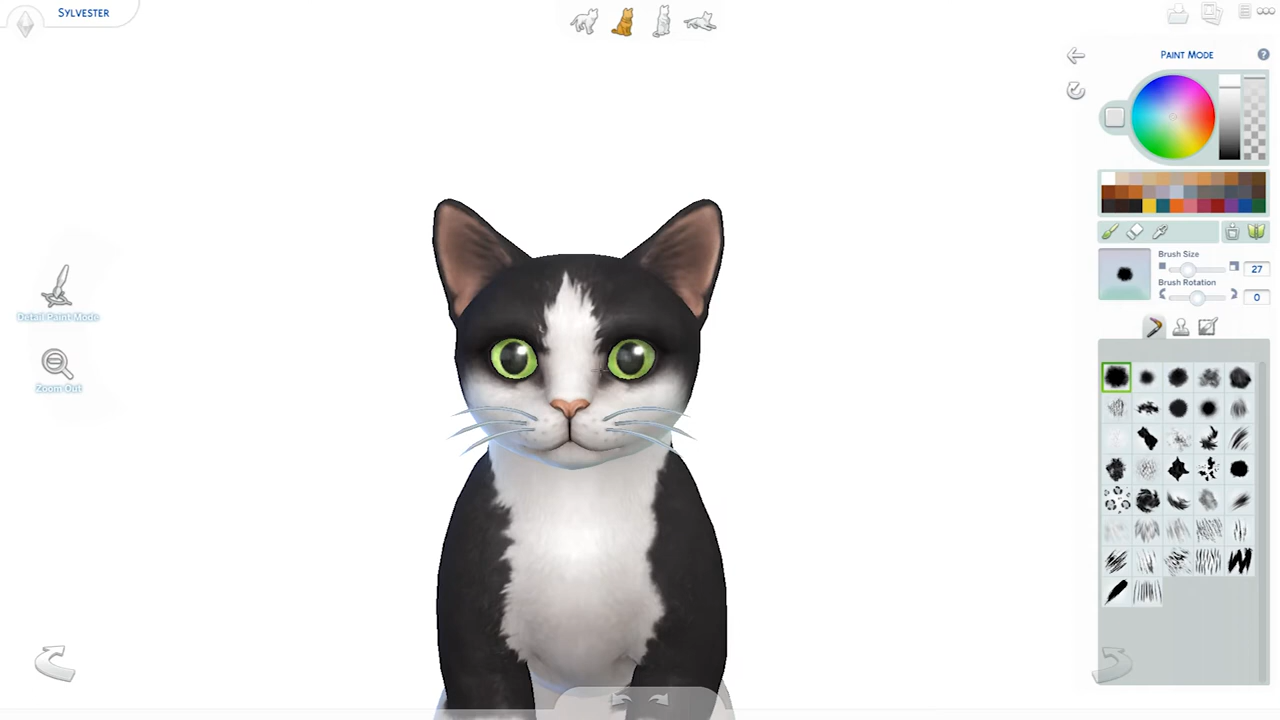 SYLVESTER
PAINT MODE
?
Brush Size
27
Brush Rotation
0
Detail Paint Mode
Zoom Out